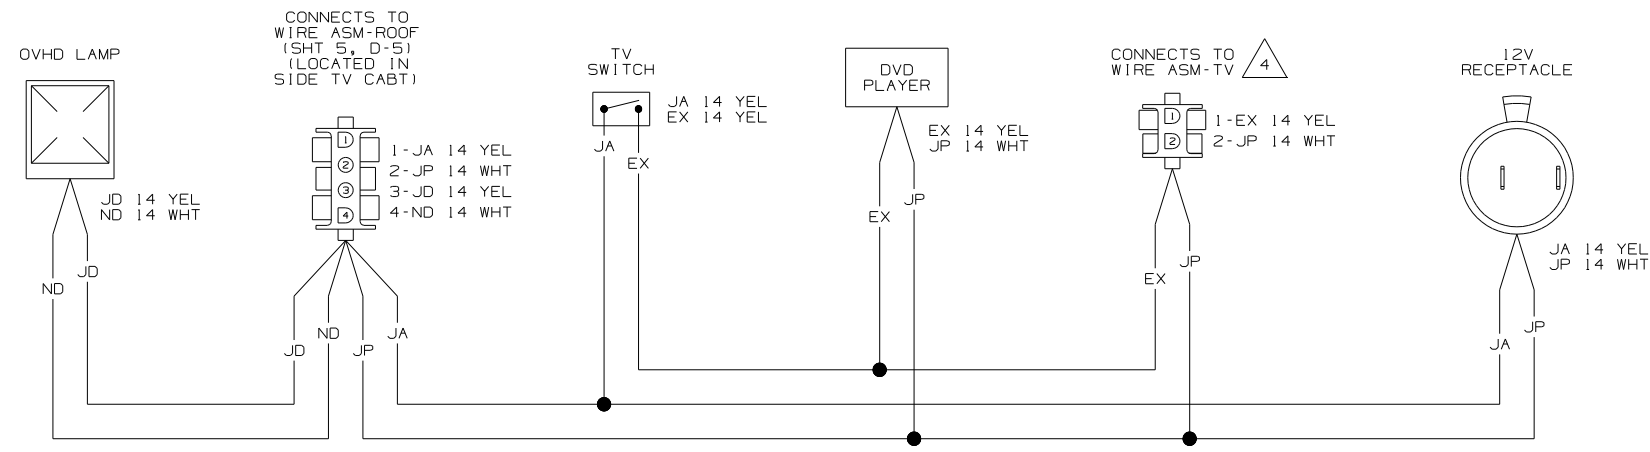 OVHD LAMP
JD 14 YEL
ND 14 WHT
ND
JD
CONNECTS TO
WIRE ASM-ROOF
(SHT 5, D-5)
(LOCATED IN
SIDE TV CABT)
1
2
3
4
1-JA 14 YEL
2-JP 14 WHT
3-JD 14 YEL
4-ND 14 WHT
JD
ND
JP
JA
TV
SWITCH
JA 14 YEL
EX 14 YEL
JA
EX
DVD
PLAYER
EX 14 YEL
JP 14 WHT
EX
JP
CONNECTS TO
WIRE ASM-TV
4
1
2
1-EX 14 YEL
2-JP 14 WHT
EX
JP
12V
RECEPTACLE
JA 14 YEL
JP 14 WHT
JA
JP